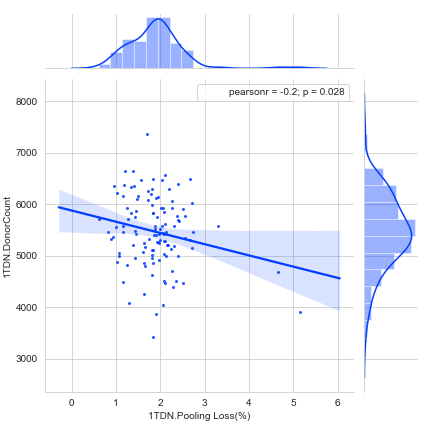 pearsonr = -0.2; p = 0.028
8000
7000
6000
5000
4000
3000
1TDN.DonorCount
0 1 2 3 4 5 6
1TDN.Pooling Loss(%)